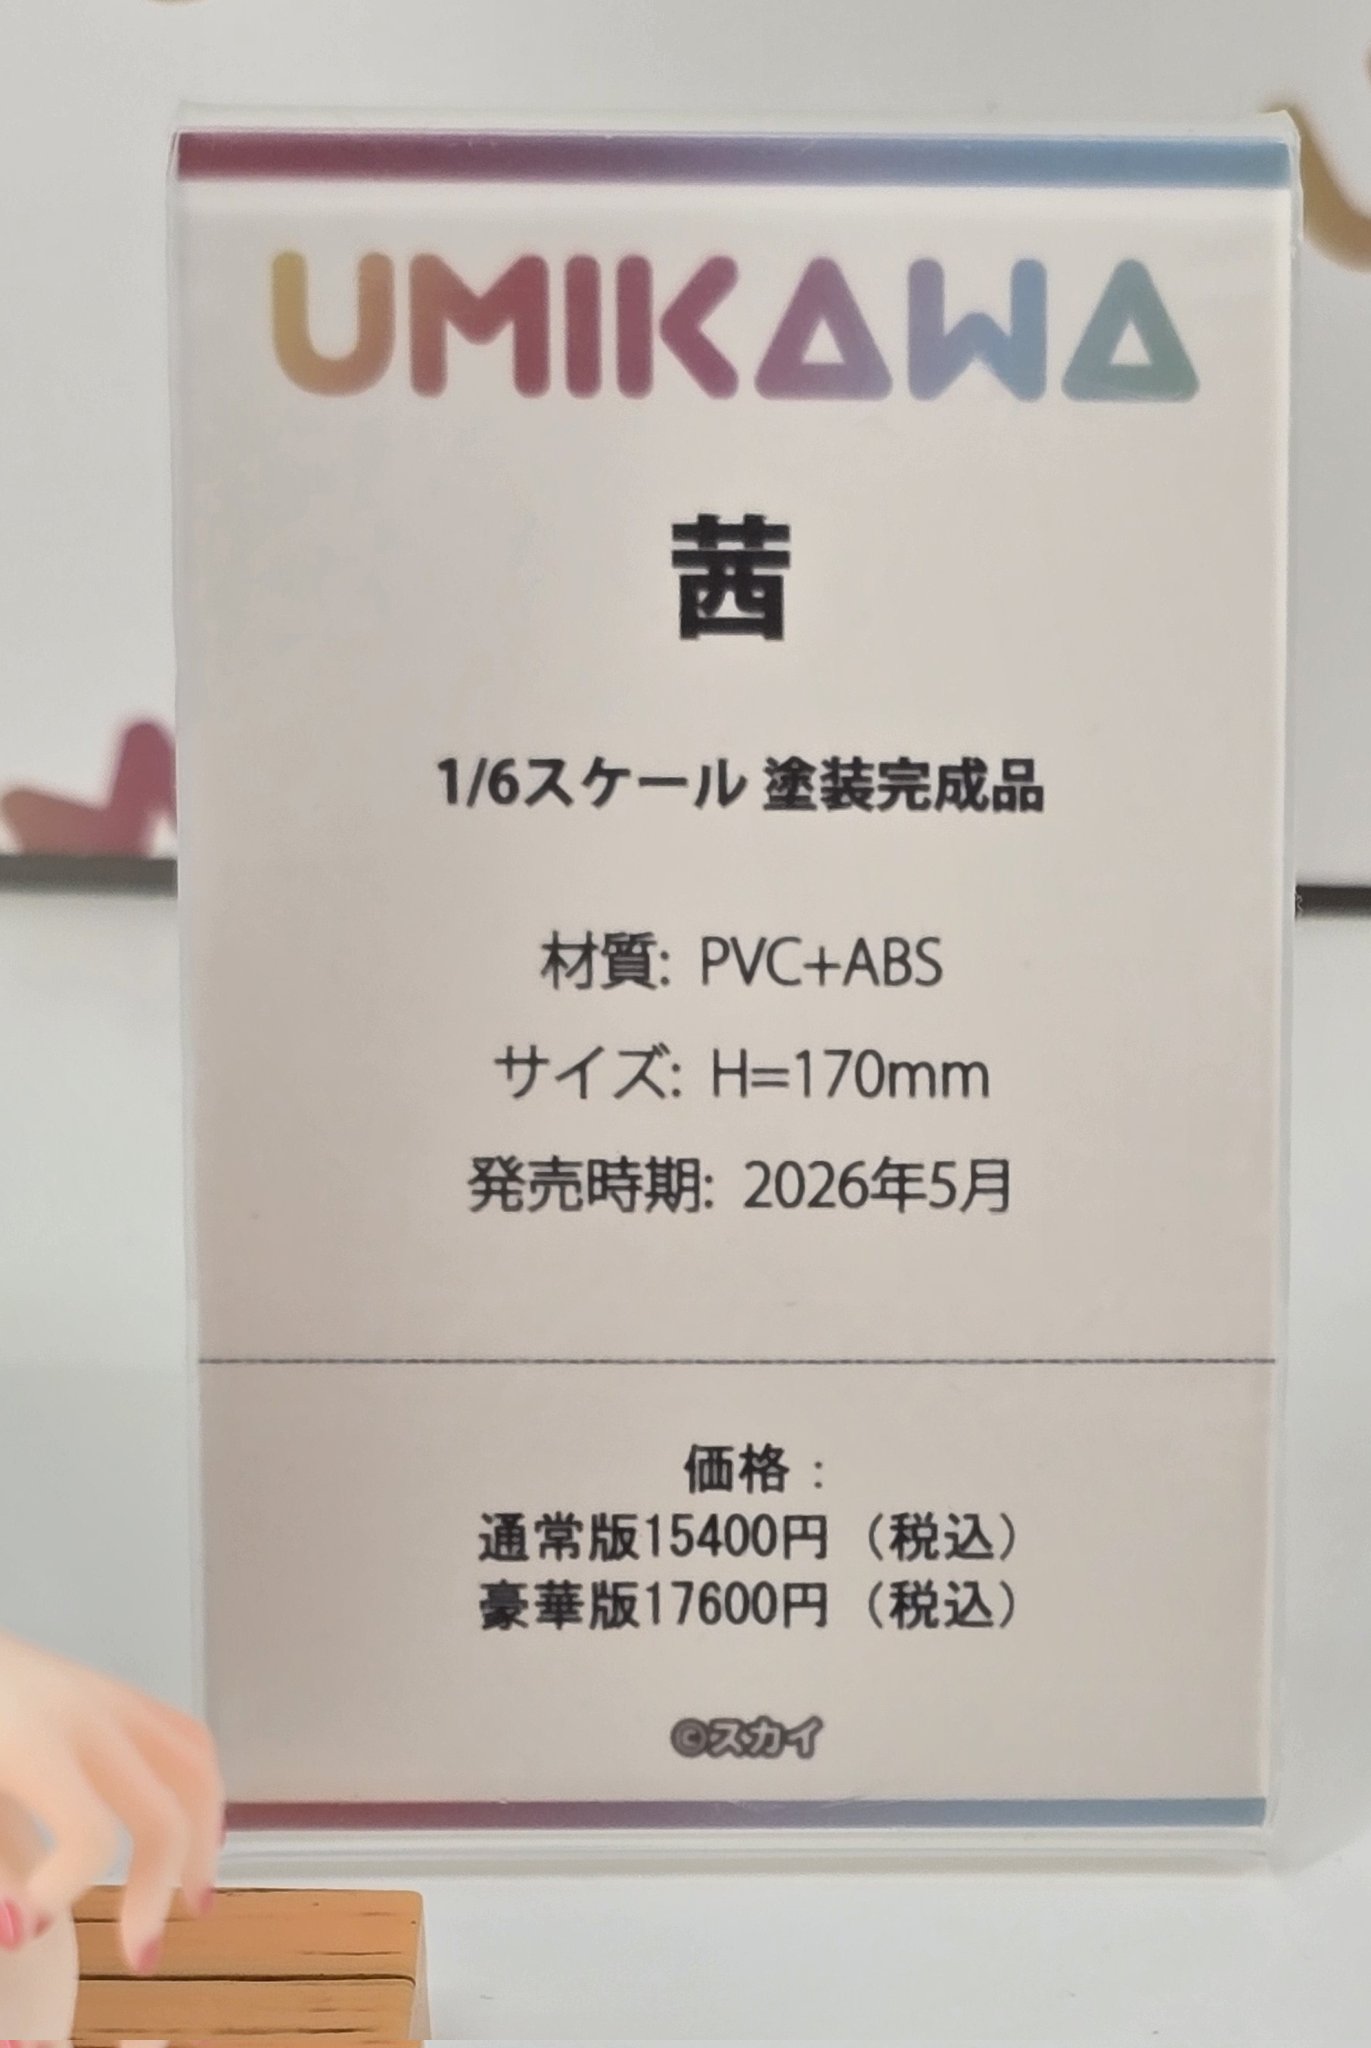 UMIKAWA
茜
1/6スケール 塗装完成品
材質: PVC+ABS
サイズ: H=170mm
発売時期: 2026年5月
価格：
通常版15400円（税込）
豪華版17600円（税込）
©スカイ